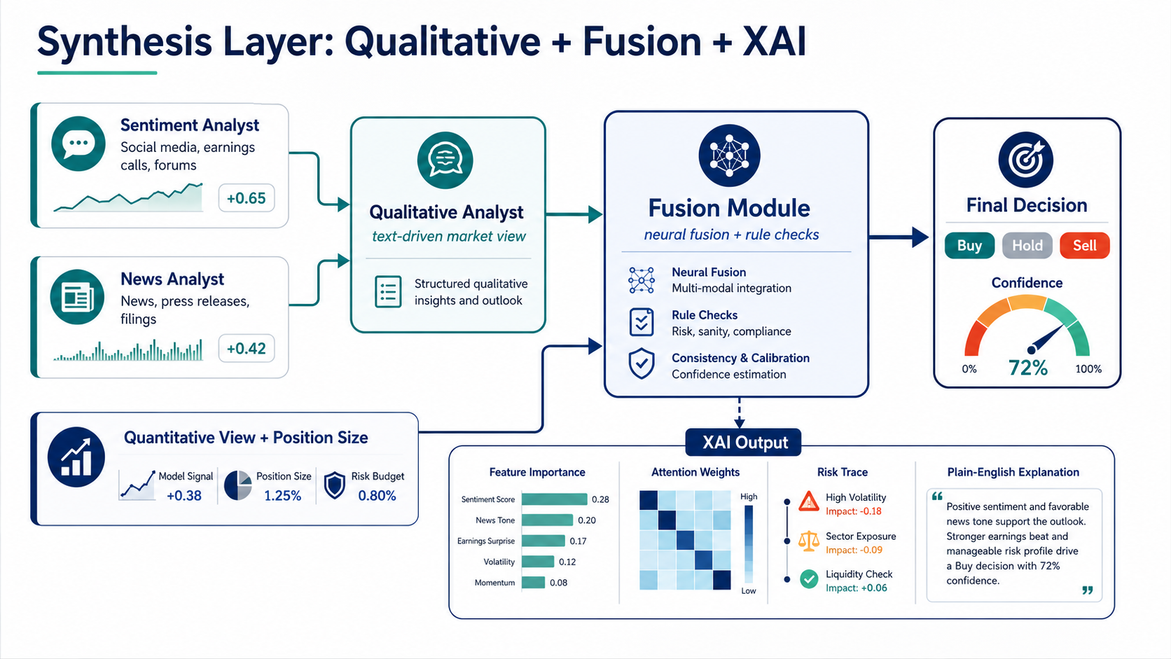 Synthesis Layer: Qualitative + Fusion + XAI
Sentiment Analyst
Social media, earnings
calls, forums
+0.65
News Analyst
News, press releases,
filings
+0.42
Quantitative View + Position Size
Model Signal
+0.38
Position Size
1.25%
Risk Budget
0.80%
Qualitative Analyst
text-driven market view
Structured qualitative
insights and outlook
Fusion Module
neural fusion + rule checks
Neural Fusion
Multi-modal integration
Rule Checks
Risk, sanity, compliance
Consistency & Calibration
Confidence estimation
Final Decision
Buy
Hold
Sell
Confidence
0%
72%
100%
XAI Output
Feature Importance
Sentiment Score
0.28
News Tone
0.20
Earnings Surprise
0.17
Volatility
0.12
Momentum
0.08
Attention Weights
High
Low
Risk Trace
High Volatility
Impact: -0.18
Sector Exposure
Impact: -0.09
Liquidity Check
Impact: +0.06
Plain-English Explanation
“
Positive sentiment and favorable
news tone support the outlook.
Stronger earnings beat and
manageable risk profile drive
a Buy decision with 72%
confidence.
”